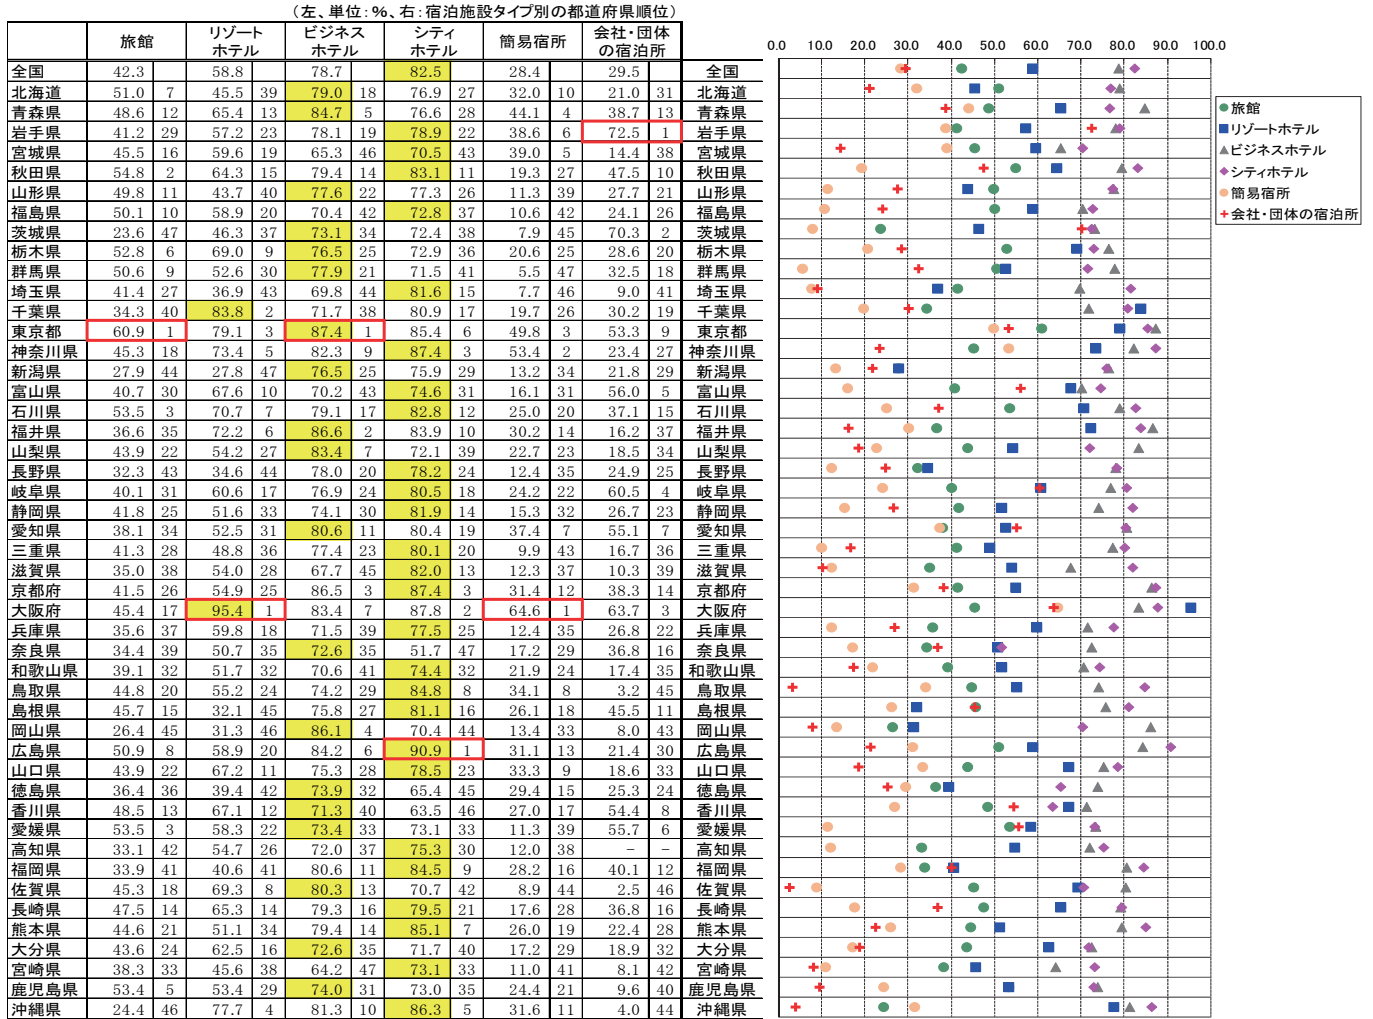 （左、単位：％、右：宿泊施設タイプ別の都道府県順位）
旅館 リゾートホテル ビジネスホテル シティホテル 簡易宿所 会社・団体の宿泊所
0.0 10.0 20.0 30.0 40.0 50.0 60.0 70.0 80.0 90.0 100.0
全国 42.3 58.8 78.7 82.5 28.4 29.5 全国
北海道 51.0 7 45.5 39 79.0 18 76.9 27 32.0 10 21.0 31 北海道
青森県 48.6 12 65.4 13 84.7 5 76.6 28 44.1 4 38.7 13 青森県
岩手県 41.2 29 57.2 23 78.1 19 78.9 22 38.6 6 72.5 1 岩手県
宮城県 45.5 16 59.6 19 65.3 46 70.5 43 39.0 5 14.4 38 宮城県
秋田県 54.8 2 64.3 15 79.4 14 83.1 11 19.3 27 47.5 10 秋田県
山形県 49.8 11 43.7 40 77.6 22 77.3 26 11.3 39 27.7 21 山形県
福島県 50.1 10 58.9 20 70.4 42 72.8 37 10.6 42 24.1 26 福島県
茨城県 23.6 47 46.3 37 73.1 34 72.4 38 7.9 45 70.3 2 茨城県
栃木県 52.8 6 69.0 9 76.5 25 72.9 36 20.6 25 28.6 20 栃木県
群馬県 50.6 9 52.6 30 77.9 21 71.5 41 5.5 47 32.5 18 群馬県
埼玉県 41.4 27 36.9 43 69.8 44 81.6 15 7.7 46 9.0 41 埼玉県
千葉県 34.3 40 83.8 2 71.7 38 80.9 17 19.7 26 30.2 19 千葉県
東京都 60.9 1 79.1 3 87.4 1 85.4 6 49.8 3 53.3 9 東京都
神奈川県 45.3 18 73.4 5 82.3 9 87.4 3 53.4 2 23.4 27 神奈川県
新潟県 27.9 44 27.8 47 76.5 25 75.9 29 13.2 34 21.8 29 新潟県
富山県 40.7 30 67.6 10 70.2 43 74.6 31 16.1 31 56.0 5 富山県
石川県 53.5 3 70.7 7 79.1 17 82.8 12 25.0 20 37.1 15 石川県
福井県 36.6 35 72.2 6 86.6 2 83.9 10 30.2 14 16.2 37 福井県
山梨県 43.9 22 54.2 27 83.4 7 72.1 39 22.7 23 18.5 34 山梨県
長野県 32.3 43 34.6 44 78.0 20 78.2 24 12.4 35 24.9 25 長野県
岐阜県 40.1 31 60.6 17 76.9 24 80.5 18 24.2 22 60.5 4 岐阜県
静岡県 41.8 25 51.6 33 74.1 30 81.9 14 15.3 32 26.7 23 静岡県
愛知県 38.1 34 52.5 31 80.6 11 80.4 19 37.4 7 55.1 7 愛知県
三重県 41.3 28 48.8 36 77.4 23 80.1 20 9.9 43 16.7 36 三重県
滋賀県 35.0 38 54.0 28 67.7 45 82.0 13 12.3 37 10.3 39 滋賀県
京都府 41.5 26 54.9 25 86.5 3 87.4 3 31.4 12 38.3 14 京都府
大阪府 45.4 17 95.4 1 83.4 7 87.8 2 64.6 1 63.7 3 大阪府
兵庫県 35.6 37 59.8 18 71.5 39 77.5 25 12.4 35 26.8 22 兵庫県
奈良県 34.4 39 50.7 35 72.6 35 51.7 47 17.2 29 36.8 16 奈良県
和歌山県 39.1 32 51.7 32 70.6 41 74.4 32 21.9 24 17.4 35 和歌山県
鳥取県 44.8 20 55.2 24 74.2 29 84.8 8 34.1 8 3.2 45 鳥取県
島根県 45.7 15 32.1 45 75.8 27 81.1 16 26.1 18 45.5 11 島根県
岡山県 26.4 45 31.3 46 86.1 4 70.4 44 13.4 33 8.0 43 岡山県
広島県 50.9 8 58.9 20 84.2 6 90.9 1 31.1 13 21.4 30 広島県
山口県 43.9 22 67.2 11 75.3 28 78.5 23 33.3 9 18.6 33 山口県
徳島県 36.4 36 39.4 42 73.9 32 65.4 45 29.4 15 25.3 24 徳島県
香川県 48.5 13 67.1 12 71.3 40 63.5 46 27.0 17 54.4 8 香川県
愛媛県 53.5 3 58.3 22 73.4 33 73.1 33 11.3 39 55.7 6 愛媛県
高知県 33.1 42 54.7 26 72.0 37 75.3 30 12.0 38 － － 高知県
福岡県 33.9 41 40.6 41 80.6 11 84.5 9 28.2 16 40.1 12 福岡県
佐賀県 45.3 18 69.3 8 80.3 13 70.7 42 8.9 44 2.5 46 佐賀県
長崎県 47.5 14 65.3 14 79.3 16 79.5 21 17.6 28 36.8 16 長崎県
熊本県 44.6 21 51.1 34 79.4 14 85.1 7 26.0 19 22.4 28 熊本県
大分県 43.6 24 62.5 16 72.6 35 71.7 40 17.2 29 18.9 32 大分県
宮崎県 38.3 33 45.6 38 64.2 47 73.1 33 11.0 41 8.1 42 宮崎県
鹿児島県 53.4 5 53.4 29 74.0 31 73.0 35 24.4 21 9.6 40 鹿児島県
沖縄県 24.4 46 77.7 4 81.3 10 86.3 5 31.6 11 4.0 44 沖縄県
旅館
リゾートホテル
ビジネスホテル
シティホテル
簡易宿所
会社・団体の宿泊所